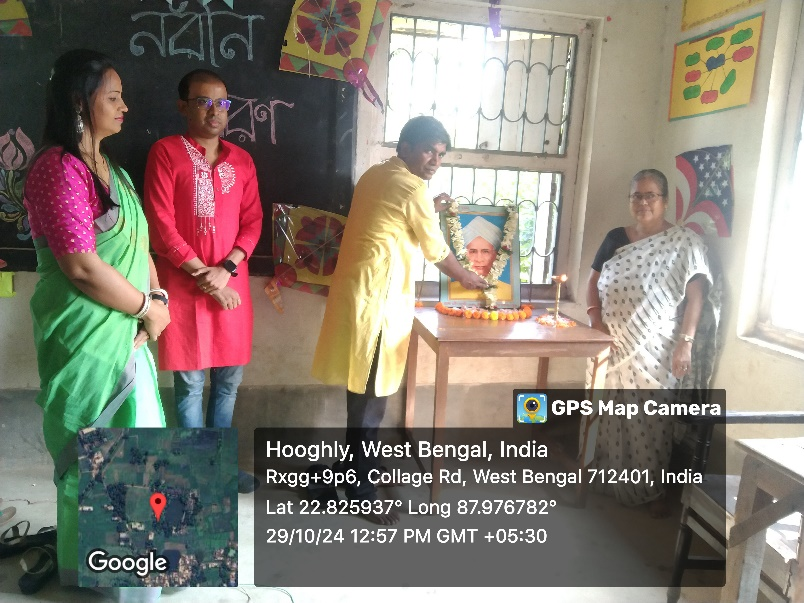 নবীন
বরণ
GPS Map Camera
Hooghly, West Bengal, India
Rxgg+9p6, Collage Rd, West Bengal 712401, India
Lat 22.825937° Long 87.976782°
29/10/24 12:57 PM GMT +05:30
Google